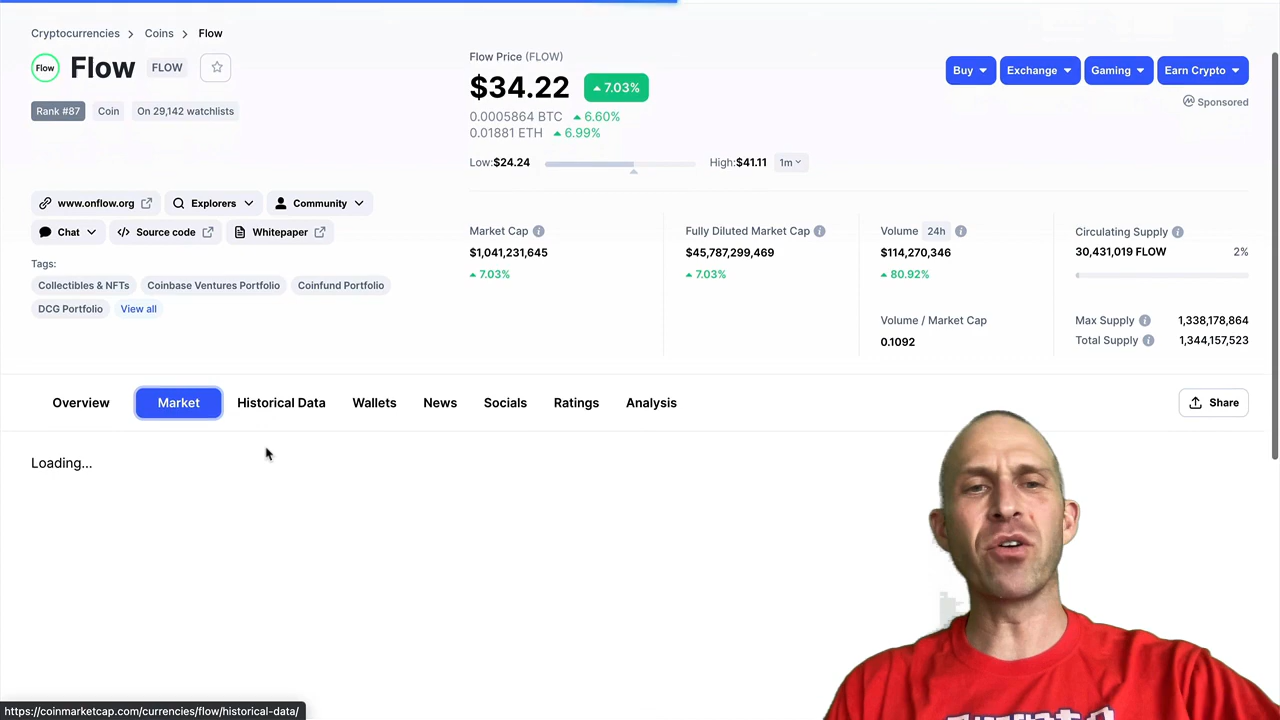 Cryptocurrencies > Coins > Flow
Flow Flow FLOW
Rank #87 Coin On 29,142 watchlists
www.onflow.org Explorers Community
Chat Source code Whitepaper
Tags:
Collectibles & NFTs Coinbase Ventures Portfolio Coinfund Portfolio
DCG Portfolio View all
Flow Price (FLOW)
$34.22 7.03%
0.0005864 BTC 6.60%
0.01881 ETH 6.99%
Low:$24.24 High:$41.11 1m
Buy Exchange Gaming Earn Crypto
Sponsored
Market Cap
$1,041,231,645
7.03%
Fully Diluted Market Cap
$45,787,299,469
7.03%
Volume 24h
$114,270,346
80.92%
Volume / Market Cap
0.1092
Circulating Supply
30,431,019 FLOW 2%
Max Supply 1,338,178,864
Total Supply 1,344,157,523
Overview Market Historical Data Wallets News Socials Ratings Analysis Share
Loading...
https://coinmarketcap.com/currencies/flow/historical-data/